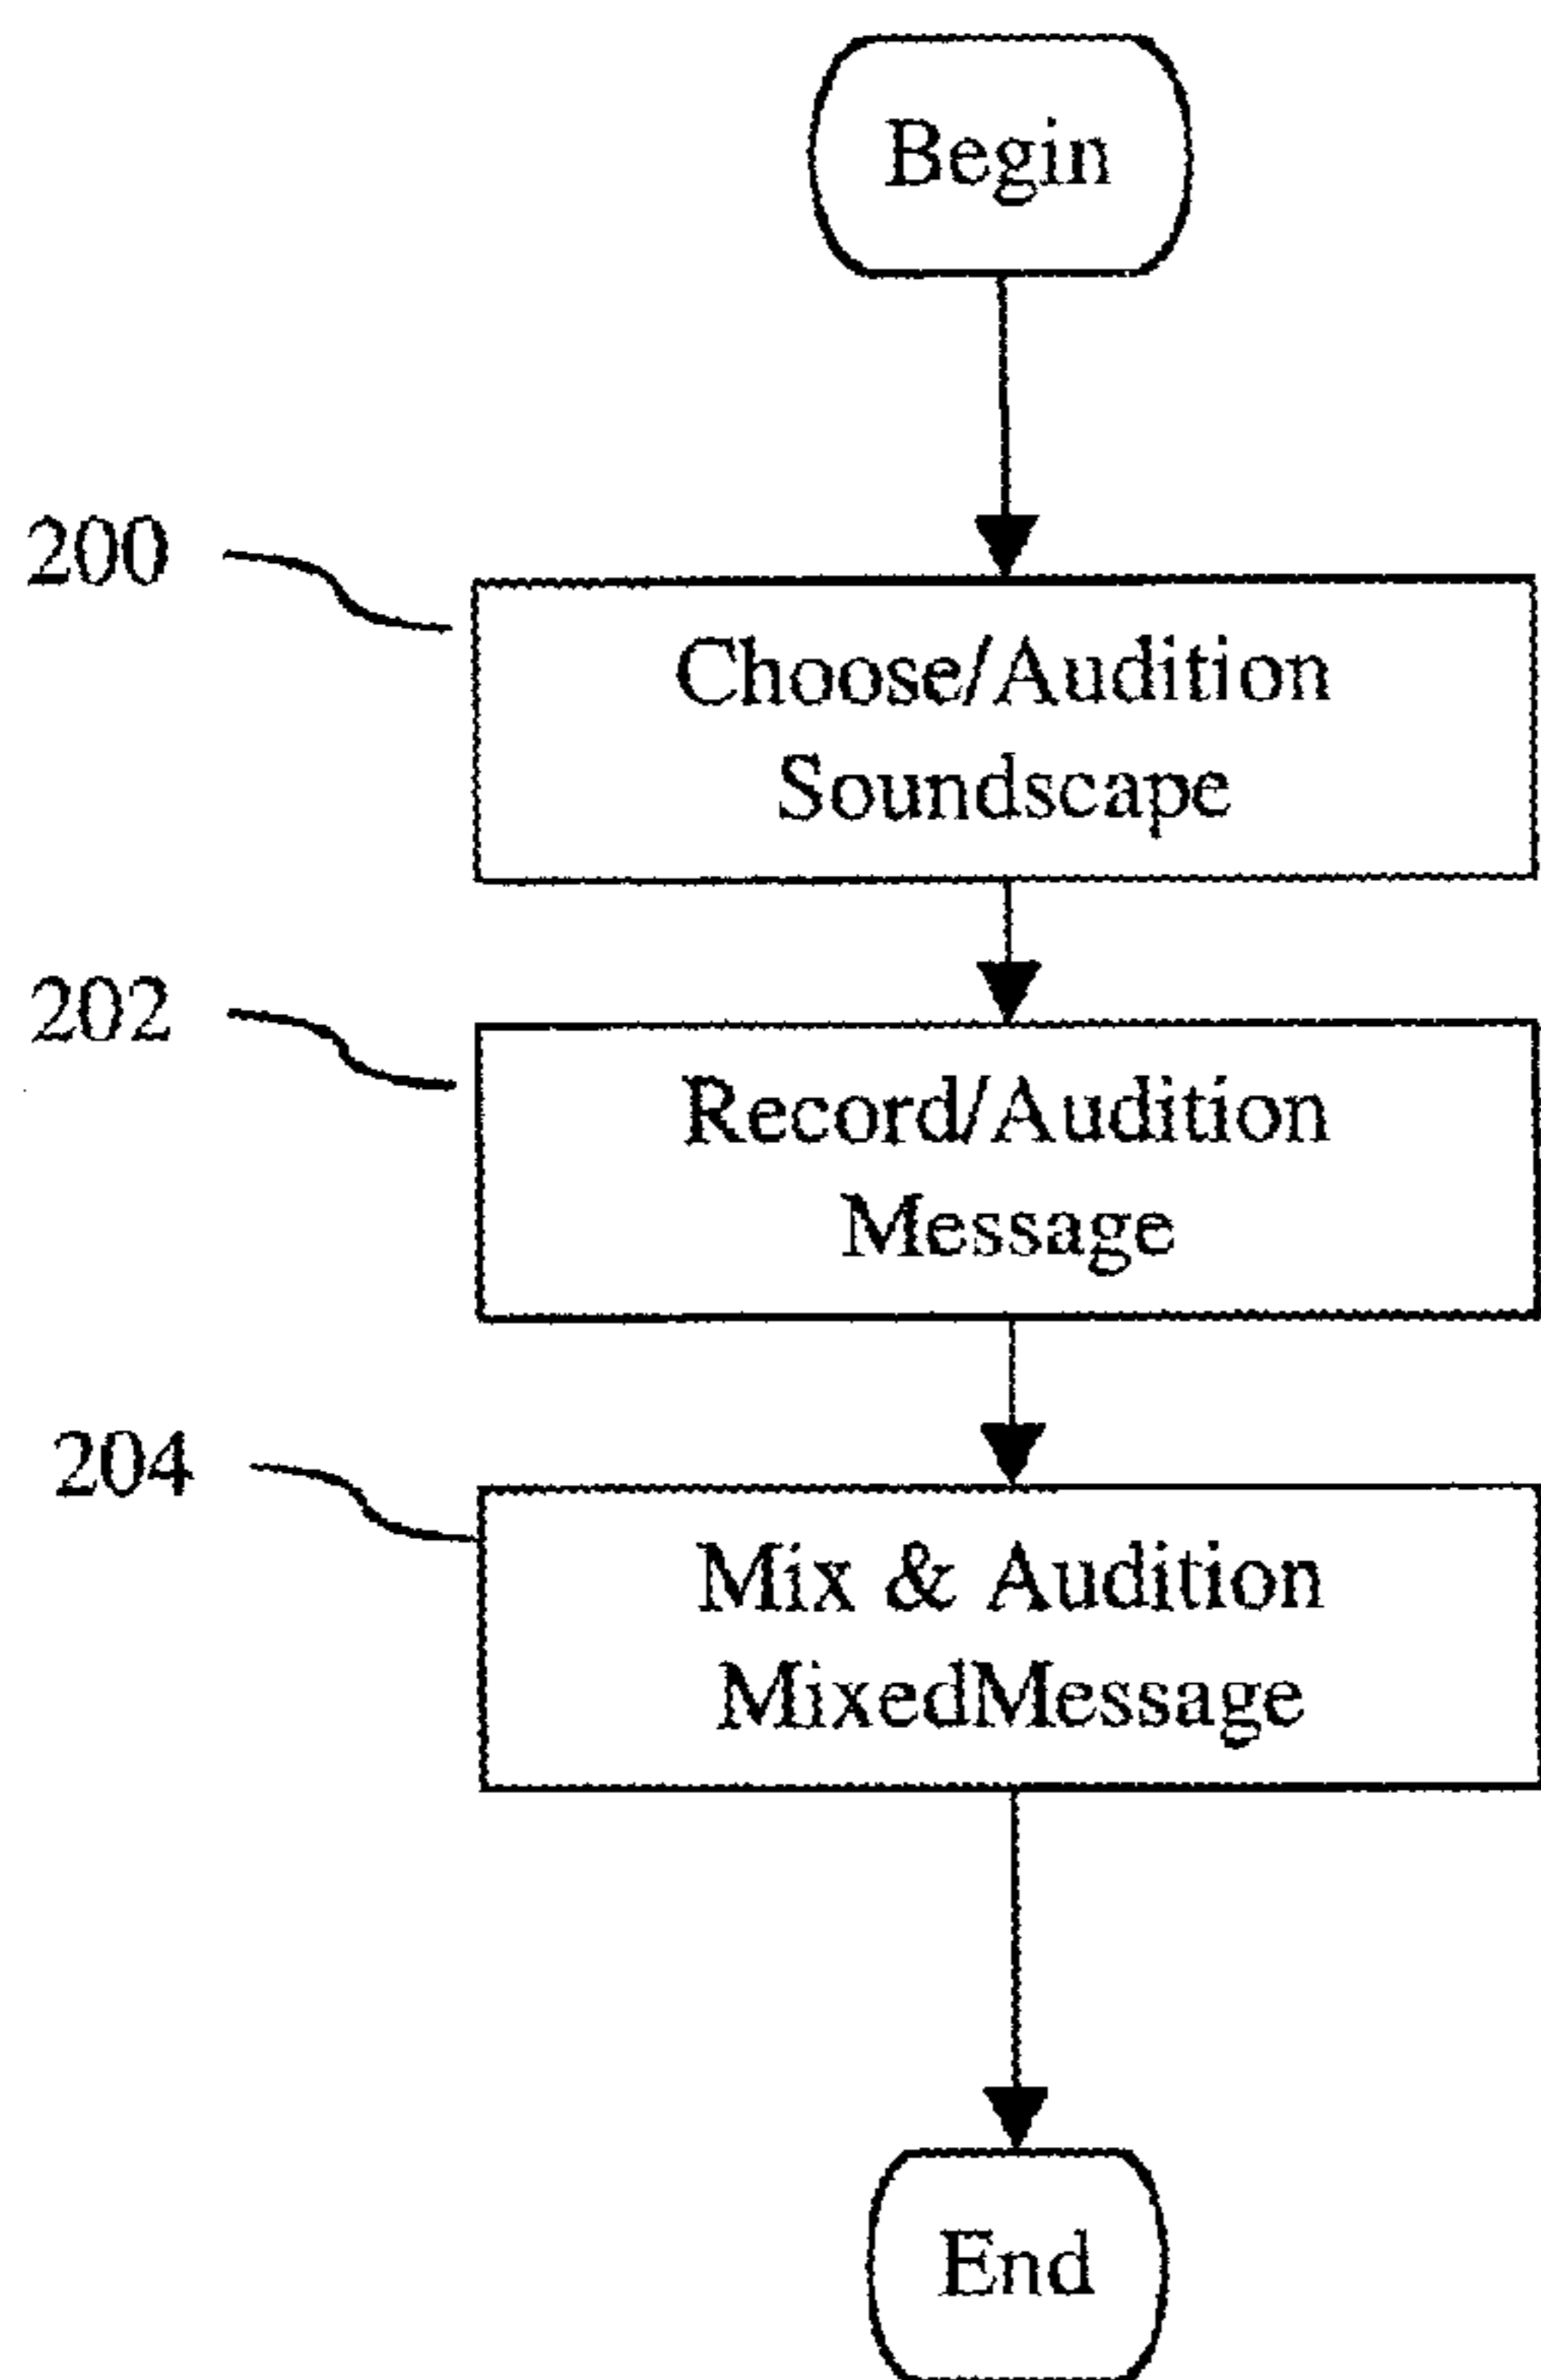 Begin
200
Choose/Audition
Soundscape
202
Record/Audition
Message
204
Mix & Audition
MixedMessage
End